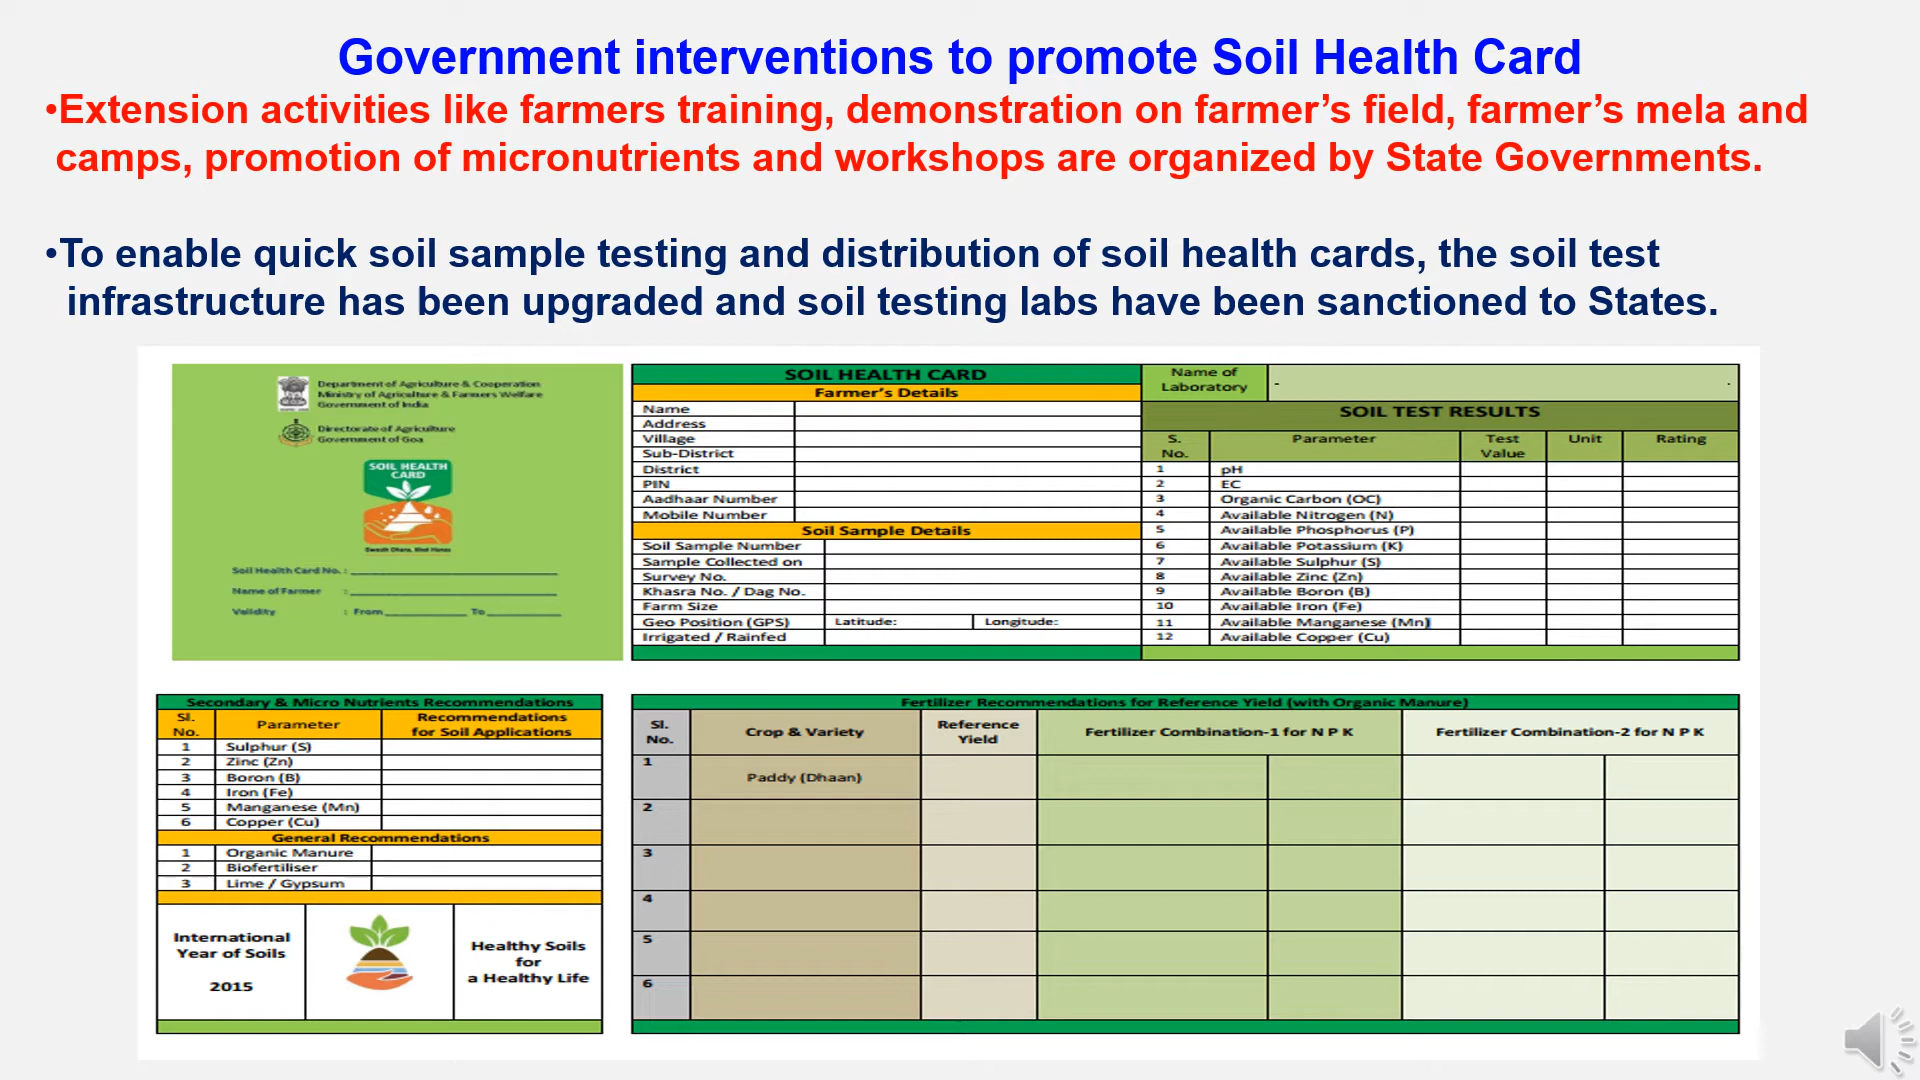 Government interventions to promote Soil Health Card
•Extension activities like farmers training, demonstration on farmer’s field, farmer’s mela and
camps, promotion of micronutrients and workshops are organized by State Governments.
•To enable quick soil sample testing and distribution of soil health cards, the soil test
infrastructure has been upgraded and soil testing labs have been sanctioned to States.
Department of Agriculture & Cooperation
Ministry of Agriculture & Farmers Welfare
Government of India
Directorate of Agriculture
Government of Goa
SOIL HEALTH
CARD
Swasth Dhara, Khet Haraa
Soil Health Card No. :
Name of Farmer :
Validity : From To
SOIL HEALTH CARD
Farmer's Details
Name
Address
Village
Sub-District
District
PIN
Aadhaar Number
Mobile Number
Soil Sample Details
Soil Sample Number
Sample Collected on
Survey No.
Khasra No. / Dag No.
Farm Size
Geo Position (GPS) Latitude: Longitude:
Irrigated / Rainfed
Name of
Laboratory
SOIL TEST RESULTS
S. No. Parameter Test Value Unit Rating
1 pH
2 EC
3 Organic Carbon (OC)
4 Available Nitrogen (N)
5 Available Phosphorus (P)
6 Available Potassium (K)
7 Available Sulphur (S)
8 Available Zinc (Zn)
9 Available Boron (B)
10 Available Iron (Fe)
11 Available Manganese (Mn)
12 Available Copper (Cu)
Secondary & Micro Nutrients Recommendations
Sl. No. Parameter Recommendations for Soil Applications
1 Sulphur (S)
2 Zinc (Zn)
3 Boron (B)
4 Iron (Fe)
5 Manganese (Mn)
6 Copper (Cu)
General Recommendations
1 Organic Manure
2 Biofertiliser
3 Lime / Gypsum
International
Year of Soils
2015
Healthy Soils
for
a Healthy Life
Fertilizer Recommendations for Reference Yield (with Organic Manure)
Sl. No. Crop & Variety Reference Yield Fertilizer Combination-1 for N P K Fertilizer Combination-2 for N P K
1 Paddy (Dhaan)
2
3
4
5
6